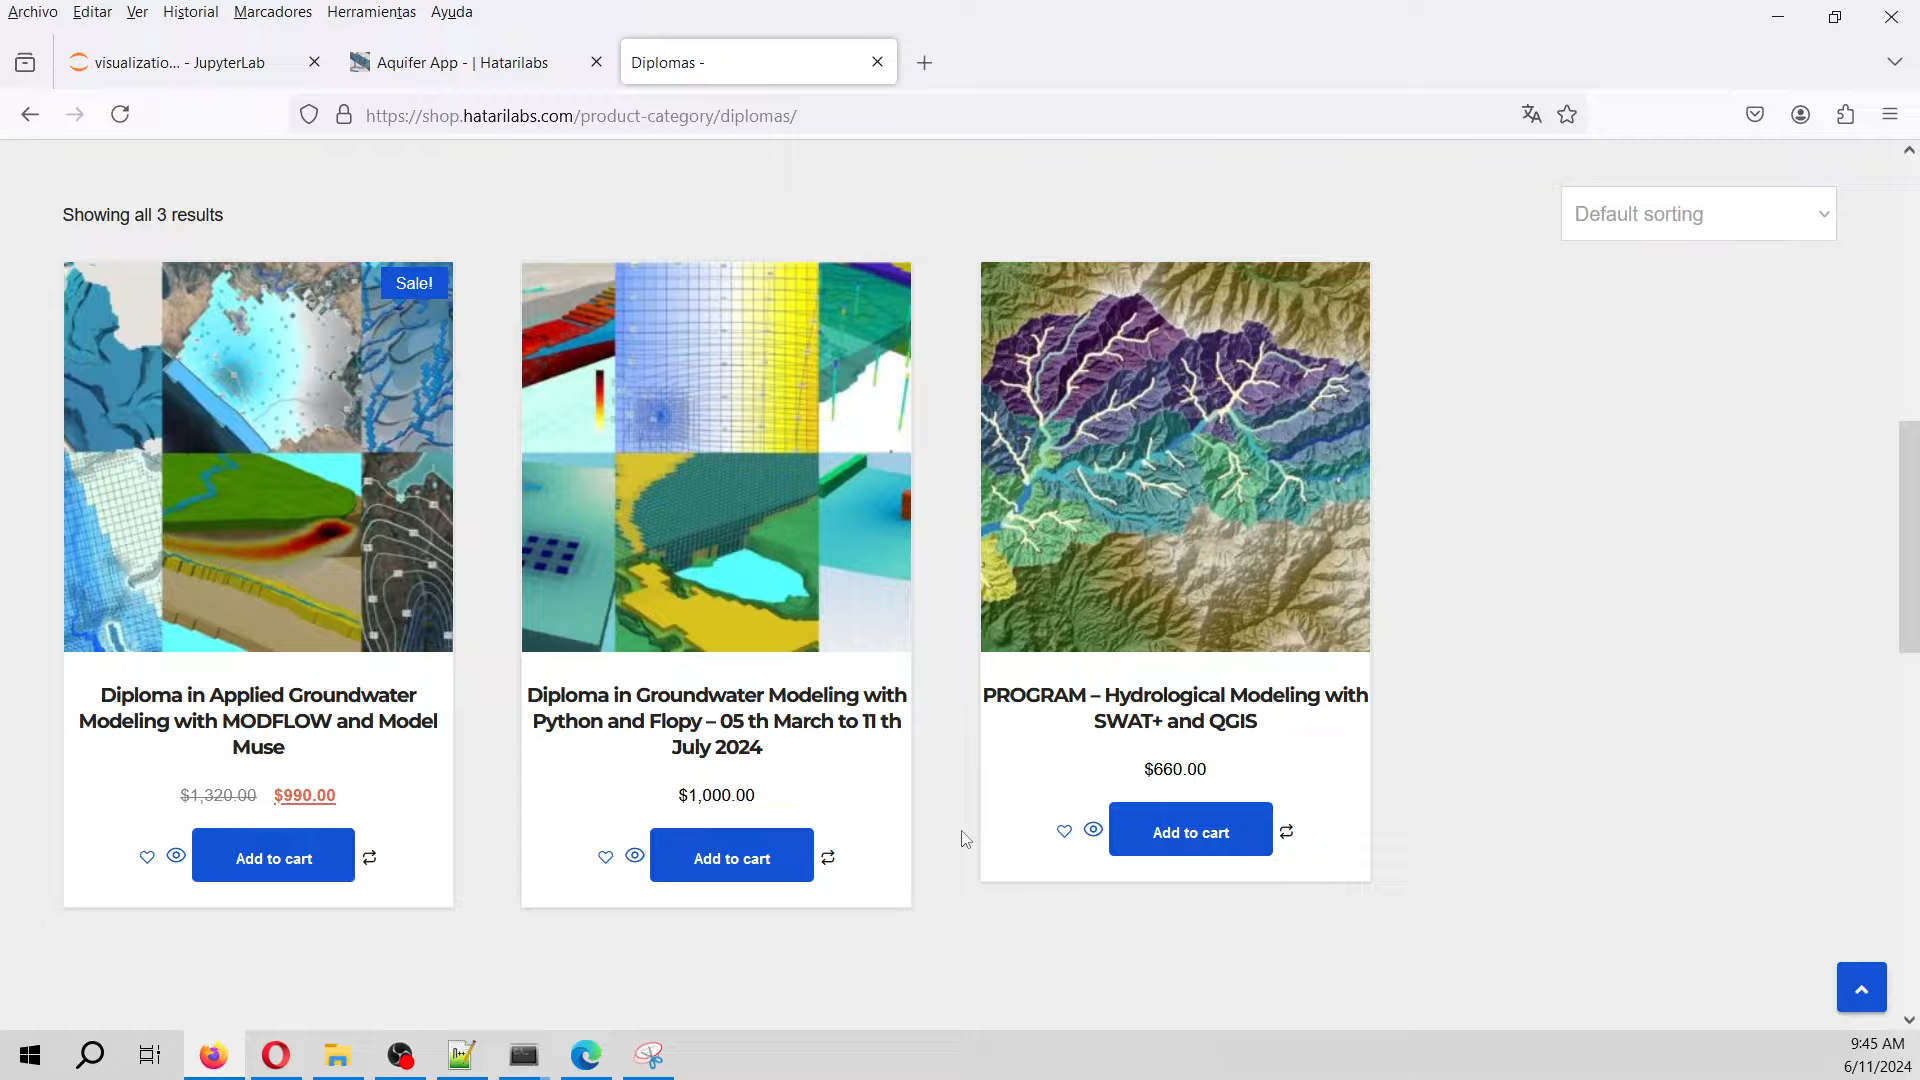 Archivo Editar Ver Historial Marcadores Herramientas Ayuda
visualizatio... - JupyterLab
Aquifer App - | Hatarilabs
Diplomas -
https://shop.hatarilabs.com/product-category/diplomas/
Showing all 3 results
Default sorting
Sale!
Diploma in Applied Groundwater
Modeling with MODFLOW and Model
Muse
$1,320.00 $990.00
Add to cart
Diploma in Groundwater Modeling with
Python and Flopy – 05 th March to 11 th
July 2024
$1,000.00
Add to cart
PROGRAM – Hydrological Modeling with
SWAT+ and QGIS
$660.00
Add to cart
9:45 AM
6/11/2024